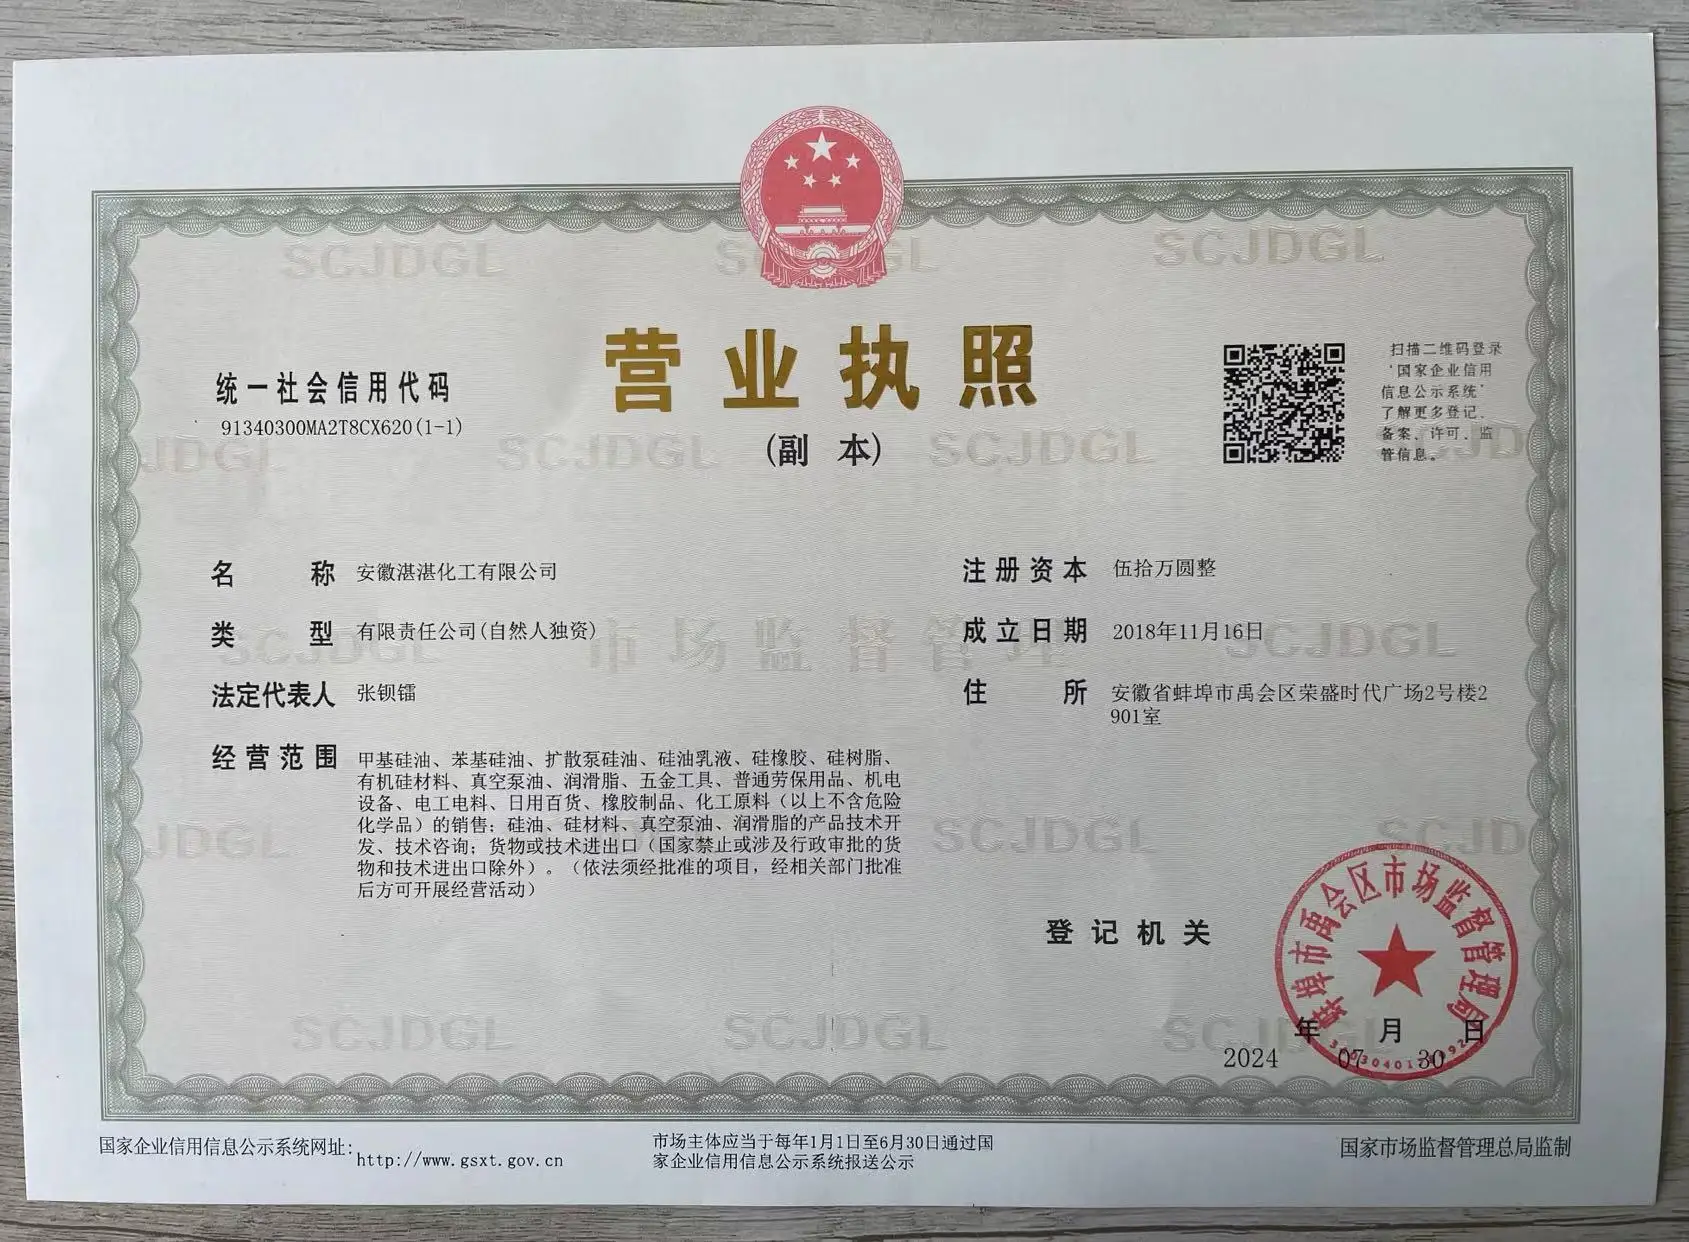 营业执照
(副 本)
统一社会信用代码
91340300MA2T8CX620(1-1)
扫描二维码登录
‘国家企业信用
信息公示系统’
了解更多登记、
备案、许可、监
管信息。
名 称 安徽湛湛化工有限公司
类 型 有限责任公司(自然人独资)
法定代表人 张钡镭
经营范围 甲基硅油、苯基硅油、扩散泵硅油、硅油乳液、硅橡胶、硅树脂、
有机硅材料、真空泵油、润滑脂、五金工具、普通劳保用品、机电
设备、电工电料、日用百货、橡胶制品、化工原料（以上不含危险
化学品）的销售；硅油、硅材料、真空泵油、润滑脂的产品技术开
发、技术咨询；货物或技术进出口（国家禁止或涉及行政审批的货
物和技术进出口除外）。（依法须经批准的项目，经相关部门批准
后方可开展经营活动）
注册资本 伍拾万圆整
成立日期 2018年11月16日
住 所 安徽省蚌埠市禹会区荣盛时代广场2号楼2
901室
登记机关
蚌埠市禹会区市场监督管理局
年 月 日
2024 07 30
国家企业信用信息公示系统网址：http://www.gsxt.gov.cn
市场主体应当于每年1月1日至6月30日通过国
家企业信用信息公示系统报送公示
国家市场监督管理总局监制
SCJDGL
市场监督管理